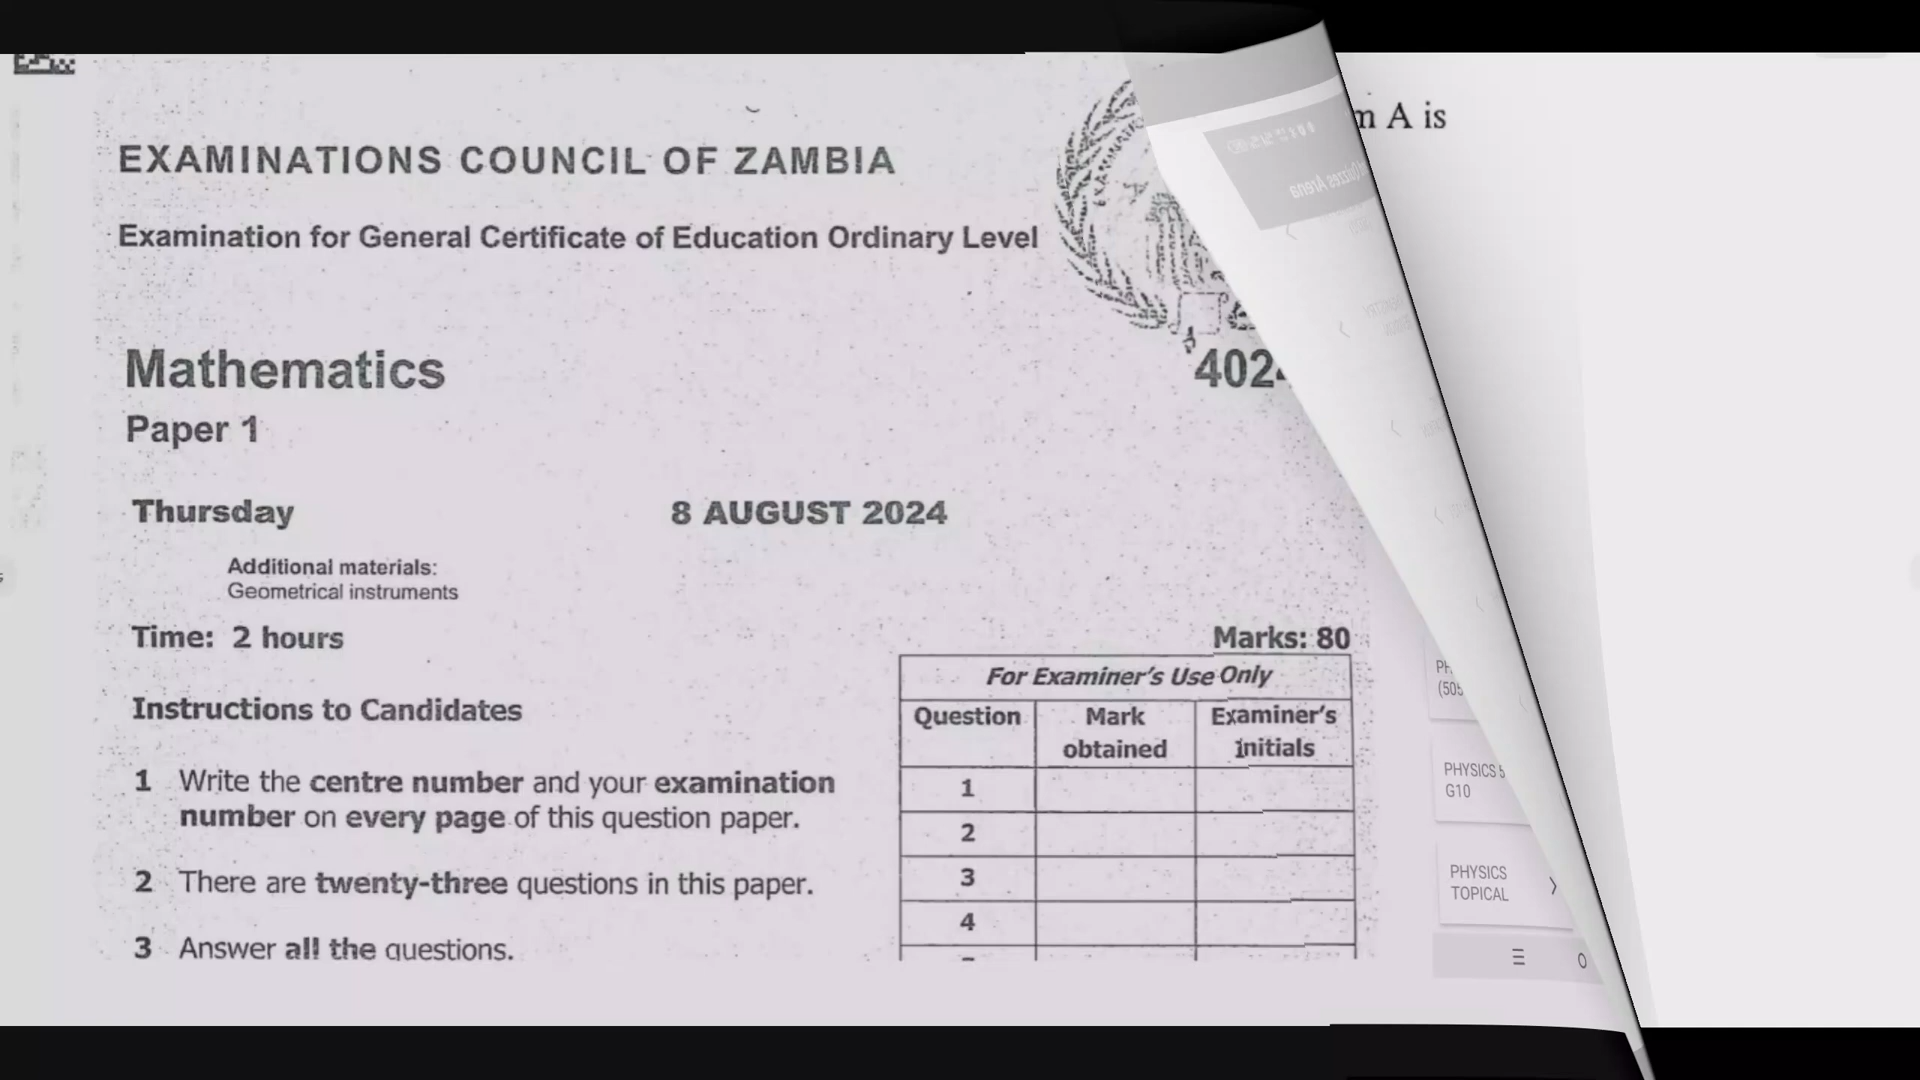 EXAMINATIONS COUNCIL OF ZAMBIA
Examination for General Certificate of Education Ordinary Level
Mathematics
402
Paper 1
Thursday 8 AUGUST 2024
Additional materials:
Geometrical instruments
Time: 2 hours
Marks: 80
For Examiner's Use Only
Question Mark obtained Examiner's initials
1
2
3
4
Instructions to Candidates
1 Write the centre number and your examination
number on every page of this question paper.
2 There are twenty-three questions in this paper.
3 Answer all the questions.
A is
PHYSICS 5
G10
PHYSICS
TOPICAL